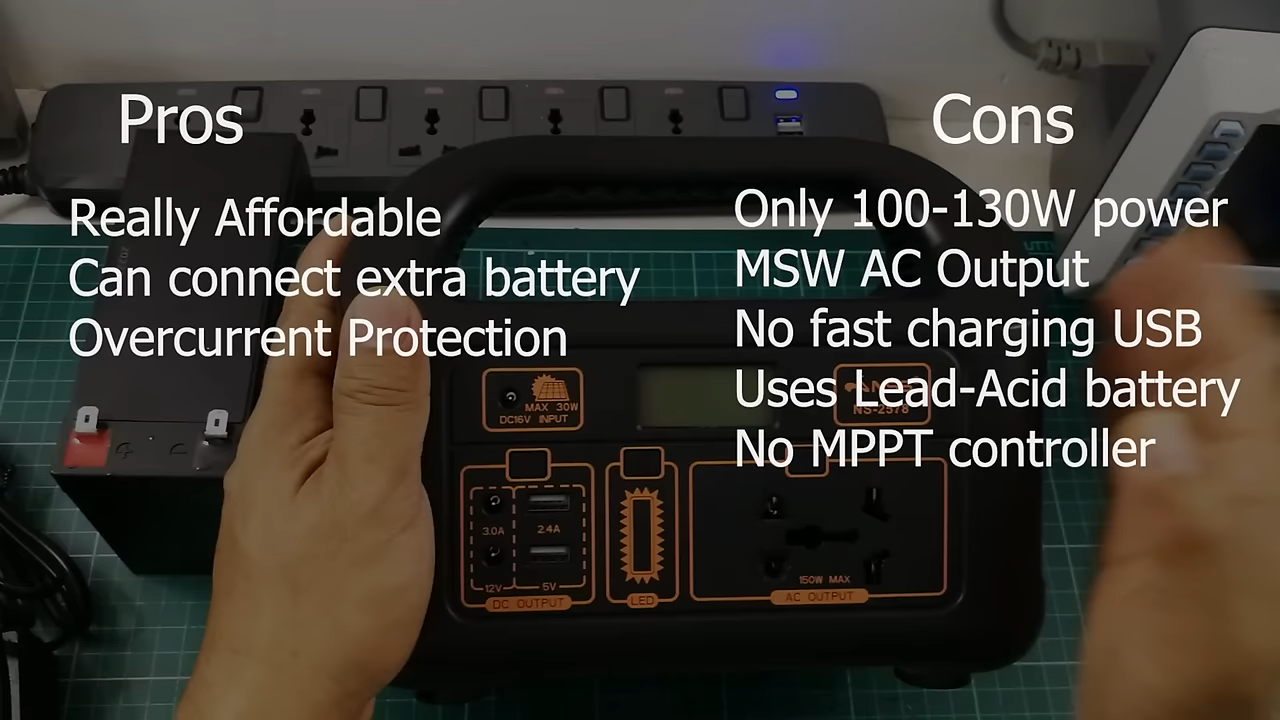 Pros
Really Affordable
Can connect extra battery
Overcurrent Protection
Cons
Only 100-130W power
MSW AC Output
No fast charging USB
Uses Lead-Acid battery
No MPPT controller
MAX 30W
DC16V INPUT
NS-2578
3.0A
2.4A
12V
5V
DC OUTPUT
LED
150W MAX
AC OUTPUT